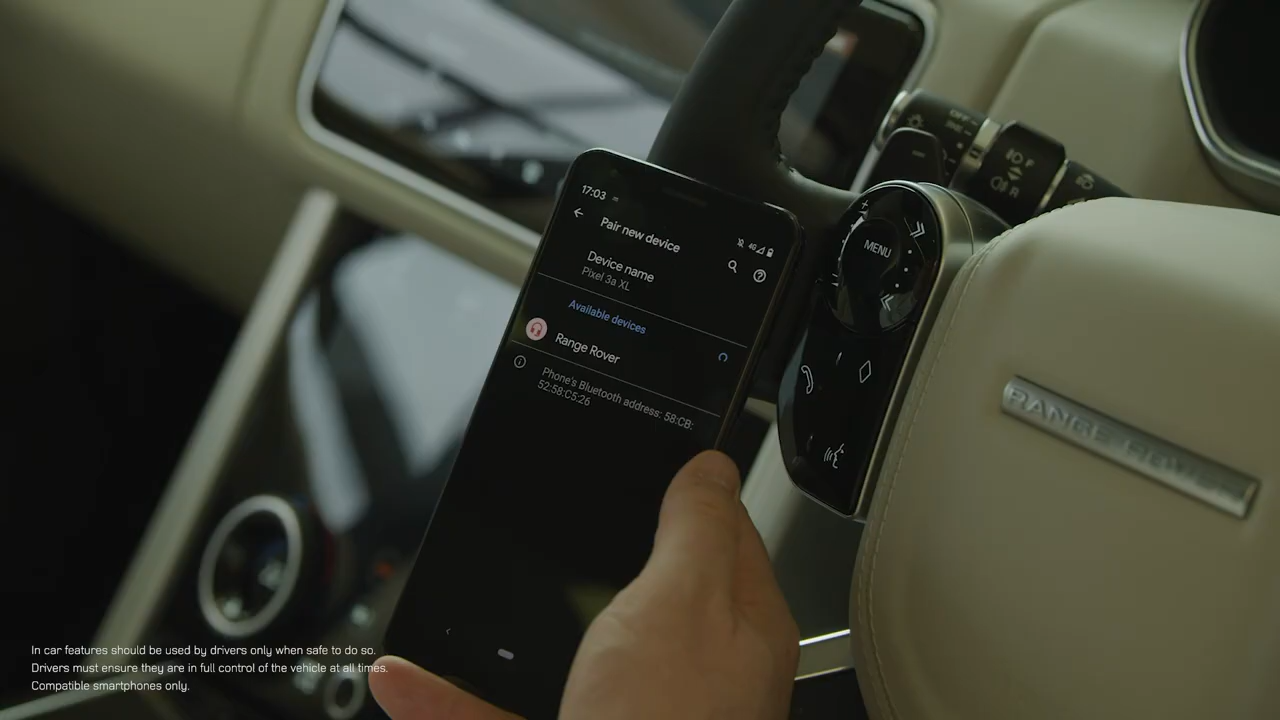 17:03
4G
Pair new device
Device name
Pixel 3a XL
Available devices
Range Rover
Phone's Bluetooth address: 58:CB:
52:58:C5:26
OFF
F
R
MENU
RANGE ROVER
In car features should be used by drivers only when safe to do so.
Drivers must ensure they are in full control of the vehicle at all times.
Compatible smartphones only.